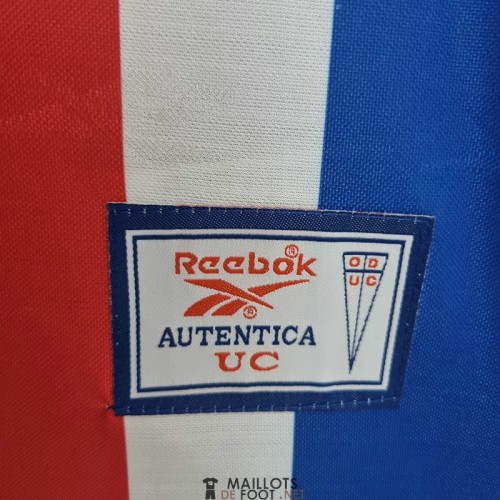 Reebok ®
®
AUTENTICA
UC
C D
U C
MAILLOTS
DE FOOT.NET